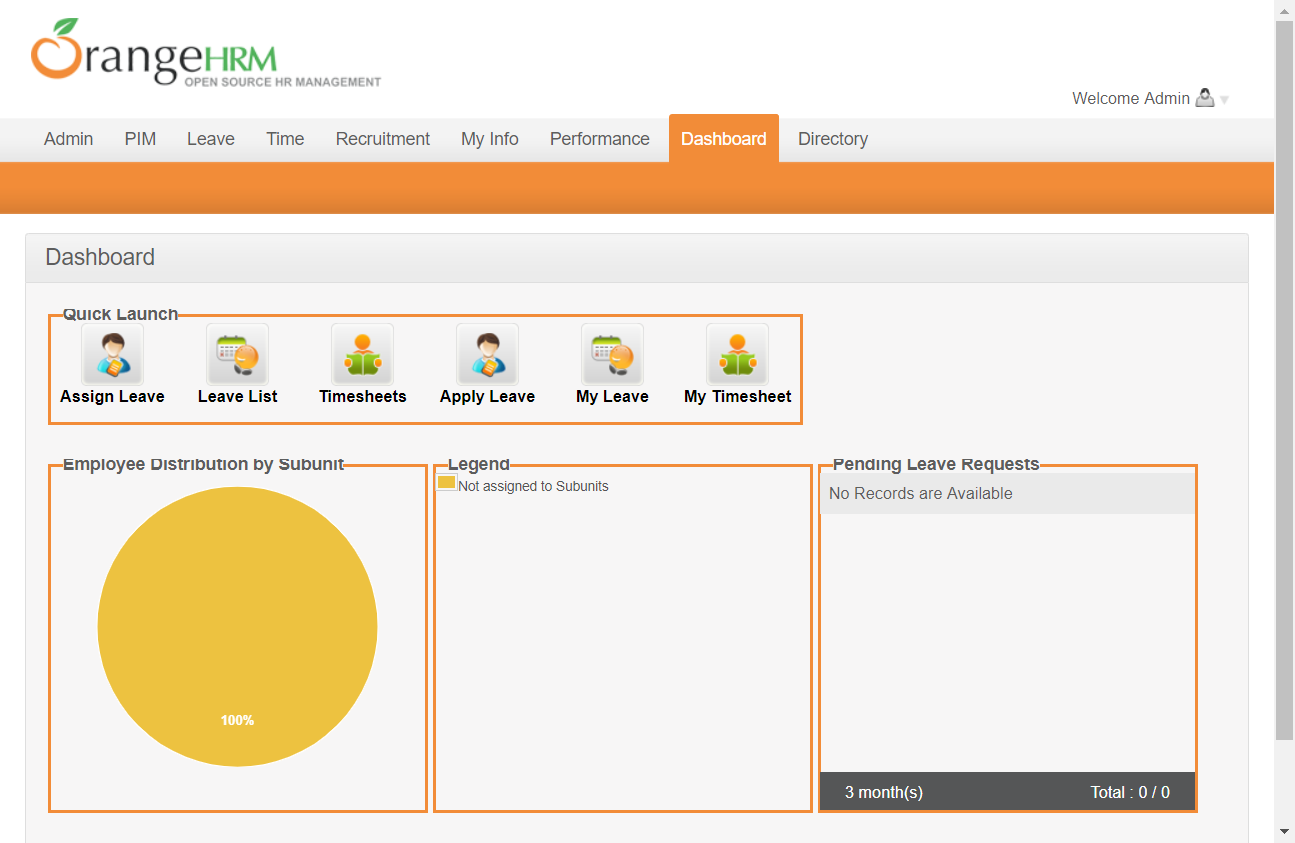 OrangeHRM
OPEN SOURCE HR MANAGEMENT
Welcome Admin
Admin PIM Leave Time Recruitment My Info Performance Dashboard Directory
Dashboard
Quick Launch
Assign Leave Leave List Timesheets Apply Leave My Leave My Timesheet
Employee Distribution by Subunit
100%
Legend
Not assigned to Subunits
Pending Leave Requests
No Records are Available
3 month(s) Total : 0 / 0